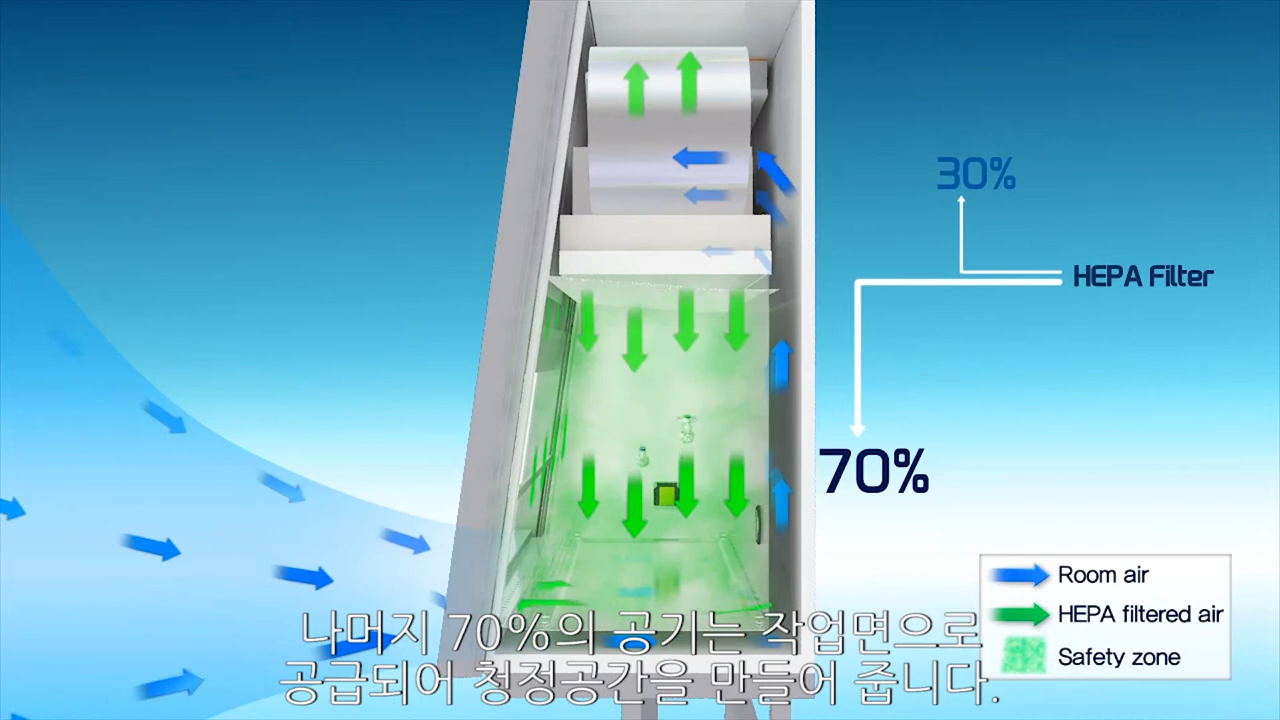 30%
HEPA Filter
70%
Room air
HEPA filtered air
Safety zone
나머지 70%의 공기는 작업면으로
공급되어 청정공간을 만들어 줍니다.